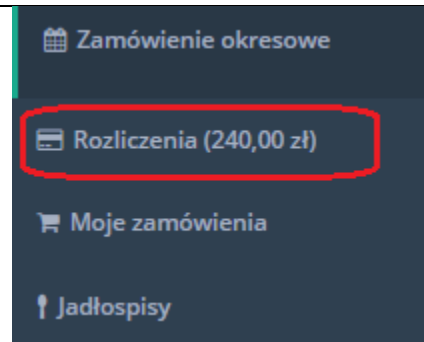 Zamówienie okresowe
Rozliczenia (240,00 zł)
Moje zamówienia
Jadłospisy